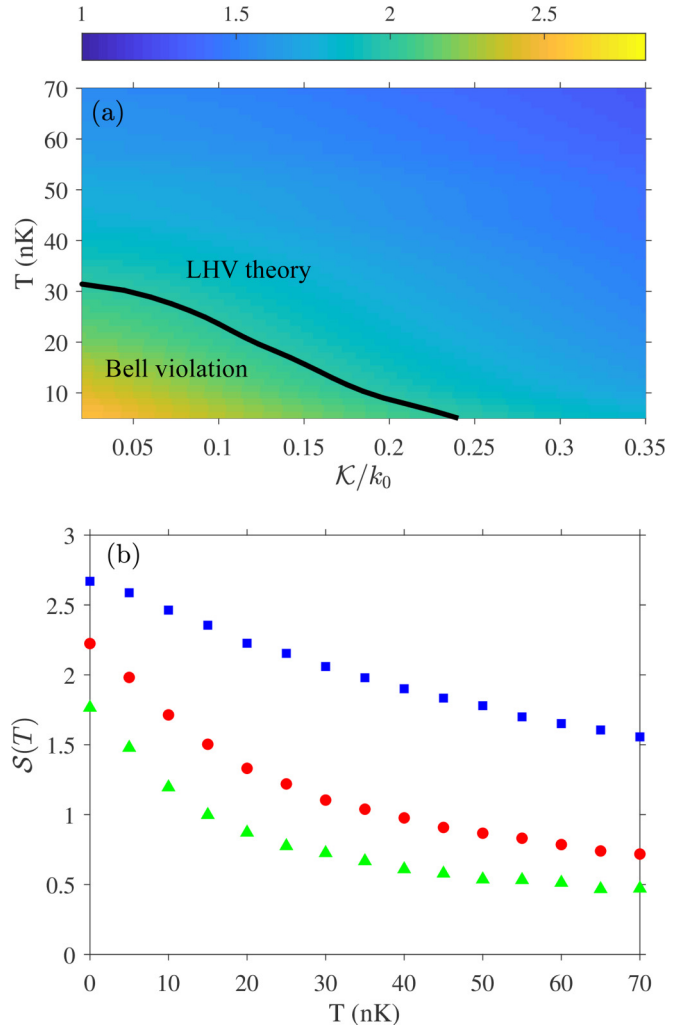 1 1.5 2 2.5
(a)
70
60
50
40
30
20
10
T (nK)
LHV theory
Bell violation
0.05 0.1 0.15 0.2 0.25 0.3 0.35
𝒦/k₀
(b)
3
2.5
2
1.5
1
0.5
0
𝒮(T)
0 10 20 30 40 50 60 70
T (nK)